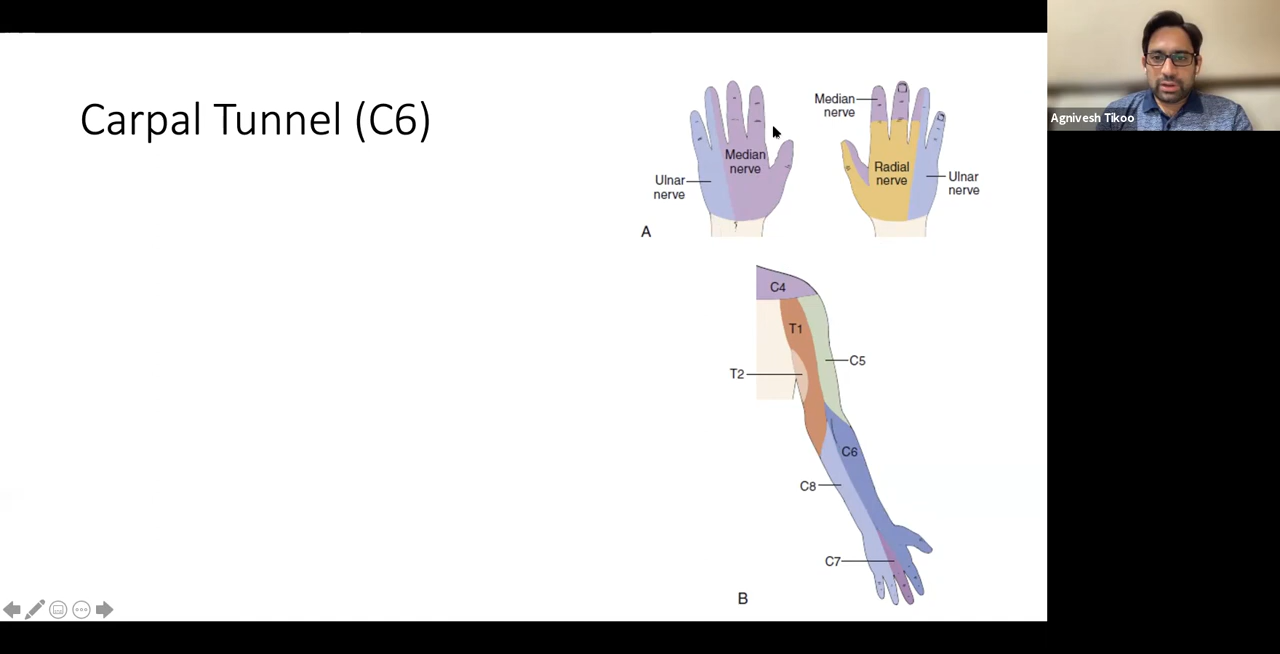 Carpal Tunnel (C6)
Median
nerve
Ulnar
nerve
Median
nerve
Radial
nerve
Ulnar
nerve
A
C4
T1
C5
T2
C6
C8
C7
B
Agnivesh Tikoo